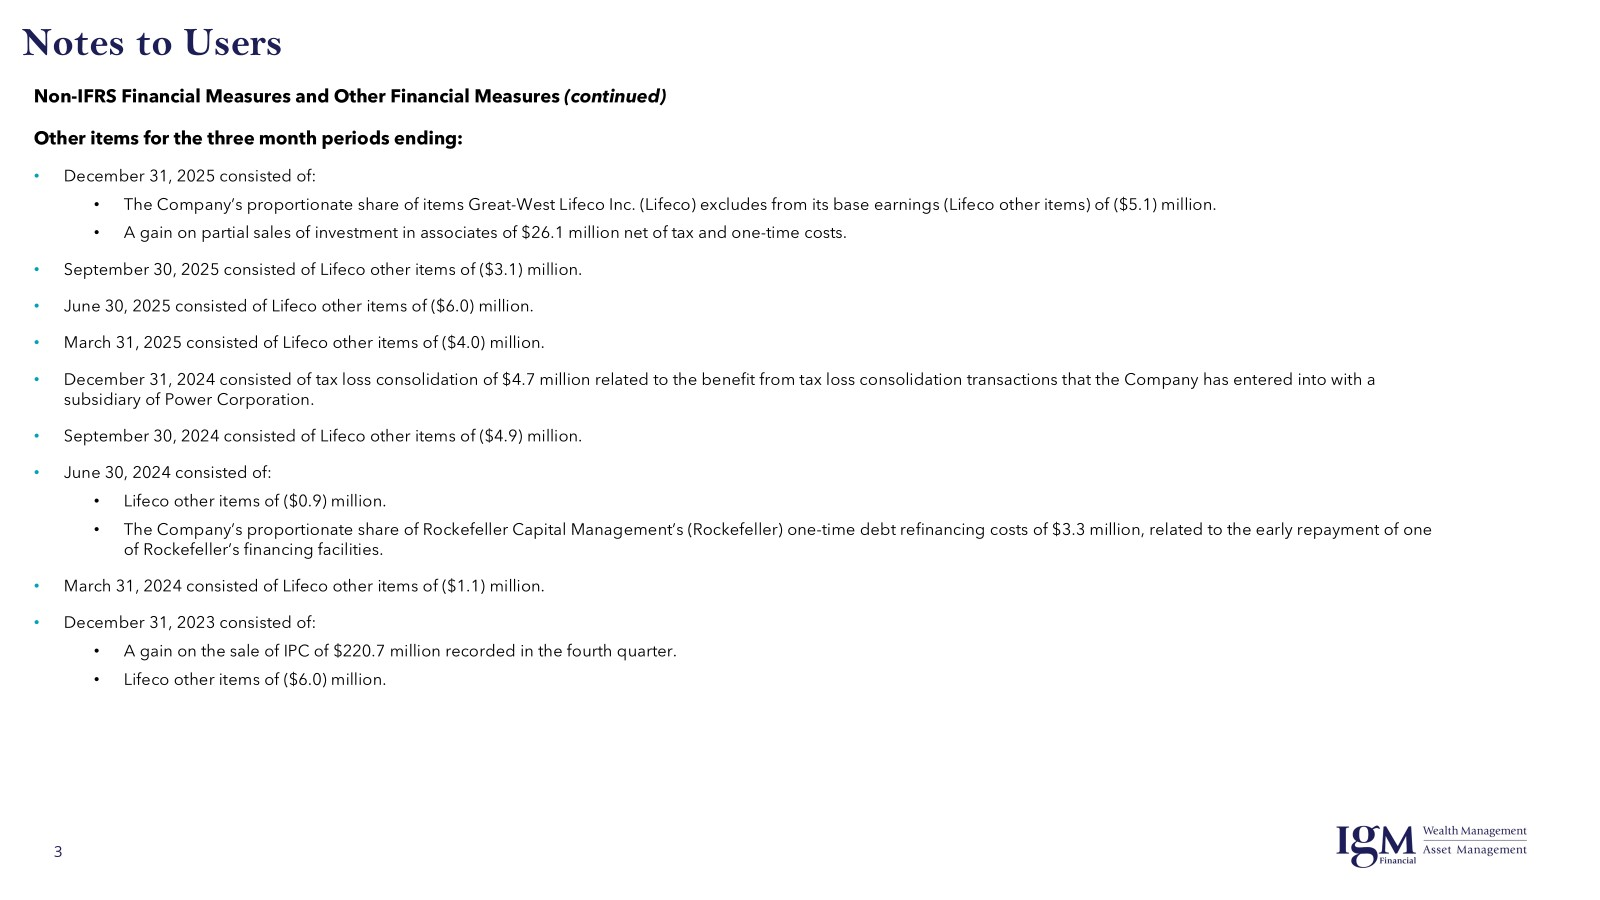 Notes to Users
Non-IFRS Financial Measures and Other Financial Measures (continued)
Other items for the three month periods ending:
• December 31, 2025 consisted of:
• The Company’s proportionate share of items Great-West Lifeco Inc. (Lifeco) excludes from its base earnings (Lifeco other items) of ($5.1) million.
• A gain on partial sales of investment in associates of $26.1 million net of tax and one-time costs.
• September 30, 2025 consisted of Lifeco other items of ($3.1) million.
• June 30, 2025 consisted of Lifeco other items of ($6.0) million.
• March 31, 2025 consisted of Lifeco other items of ($4.0) million.
• December 31, 2024 consisted of tax loss consolidation of $4.7 million related to the benefit from tax loss consolidation transactions that the Company has entered into with a
subsidiary of Power Corporation.
• September 30, 2024 consisted of Lifeco other items of ($4.9) million.
• June 30, 2024 consisted of:
• Lifeco other items of ($0.9) million.
• The Company’s proportionate share of Rockefeller Capital Management’s (Rockefeller) one-time debt refinancing costs of $3.3 million, related to the early repayment of one
of Rockefeller’s financing facilities.
• March 31, 2024 consisted of Lifeco other items of ($1.1) million.
• December 31, 2023 consisted of:
• A gain on the sale of IPC of $220.7 million recorded in the fourth quarter.
• Lifeco other items of ($6.0) million.
3
IgM Financial
Wealth Management
Asset Management